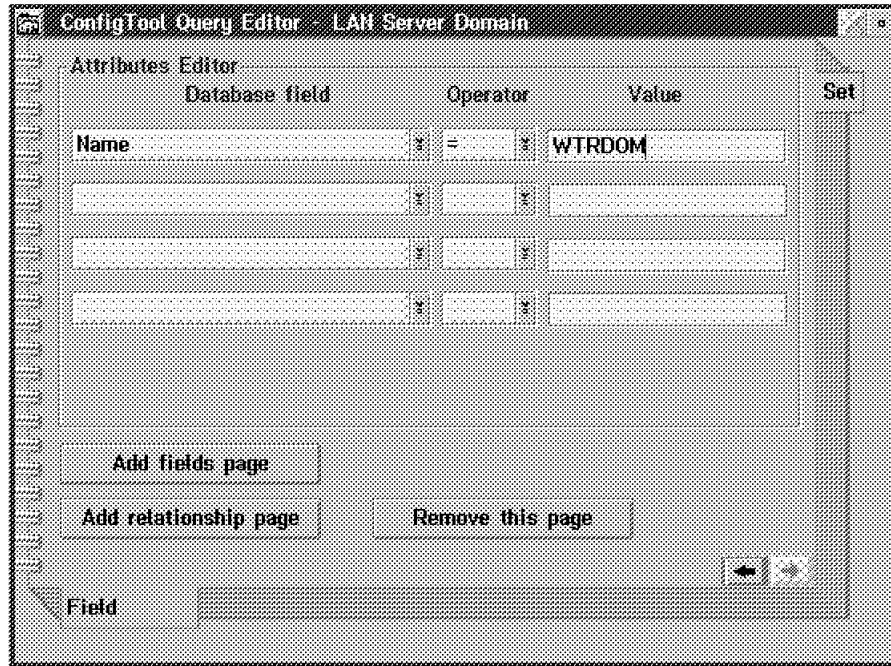 ConfigTool Query Editor - LAN Server Domain
Attributes Editor
Database field Operator Value
Set
Name = WTRDOM
Add fields page
Add relationship page Remove this page
Field